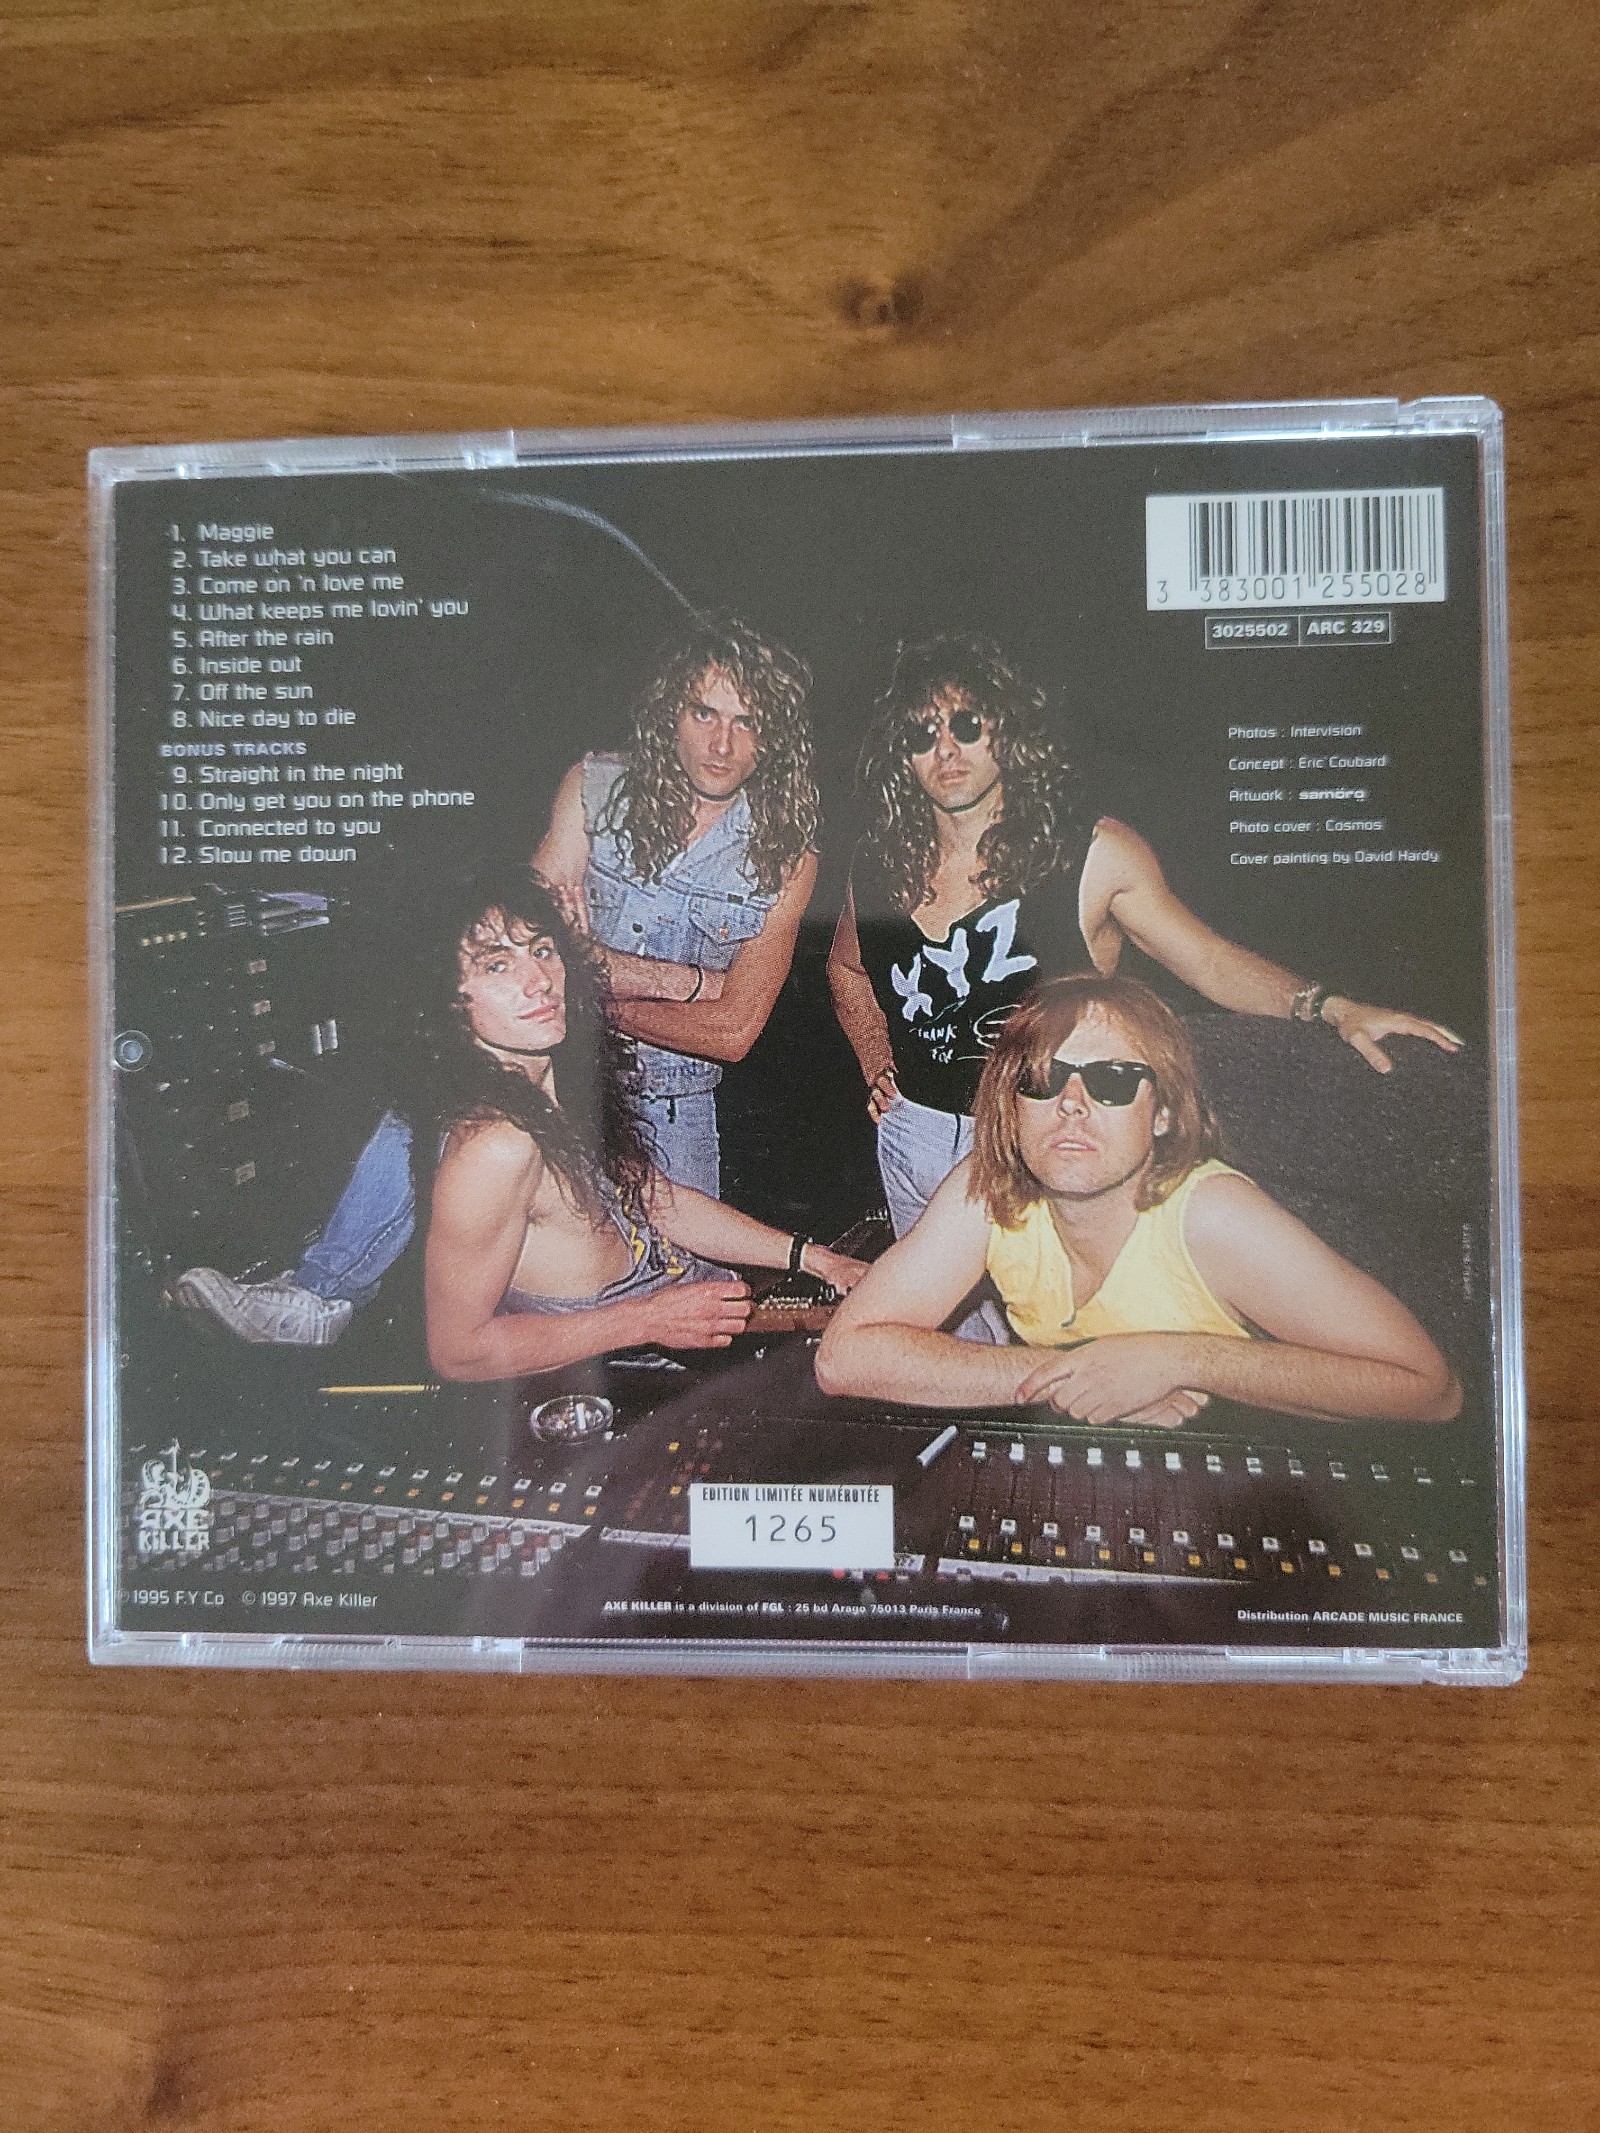 1. Maggie
2. Take what you can
3. Come on 'n love me
4. What keeps me lovin' you
5. After the rain
6. Inside out
7. Off the sun
8. Nice day to die
BONUS TRACKS
9. Straight in the night
10. Only get you on the phone
11. Connected to you
12. Slow me down
3 383001 255028
3025502 ARC 329
Photos : Intervision
Concept : Eric Coubard
Artwork : samöro
Photo cover : Cosmos
Cover painting by David Hardy
XYZ
AXE
KILLER
EDITION LIMITÉE NUMÉROTÉE
1265
℗ 1995 F.Y Co © 1997 Axe Killer
AXE KILLER is a division of FGL : 25 bd Arago 75013 Paris France
Distribution ARCADE MUSIC FRANCE